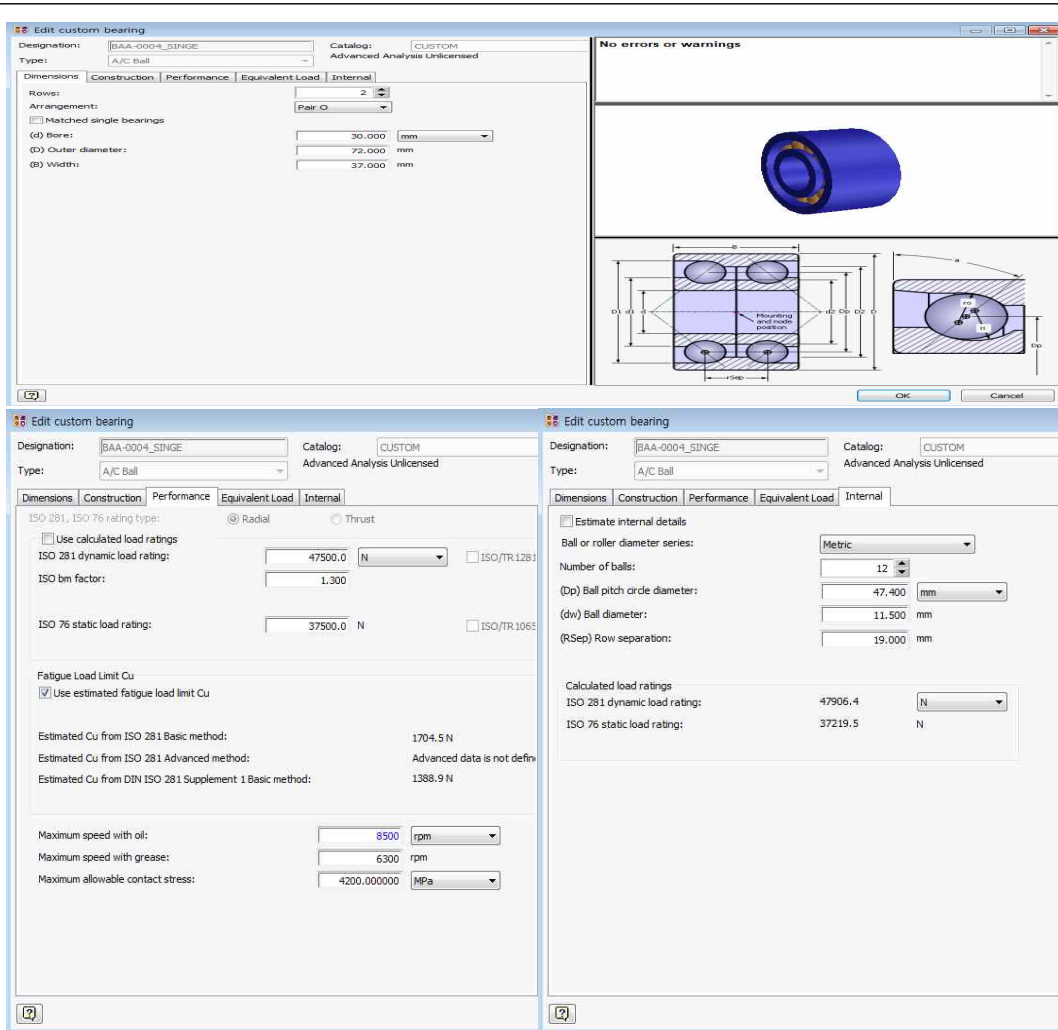 Edit custom bearing
Designation: BAA-0004_SINGE Catalog: CUSTOM
Type: A/C Ball Advanced Analysis Unlicensed
Dimensions Construction Performance Equivalent Load Internal
Rows: 2
Arrangement: Pair O
Matched single bearings
(d) Bore: 30.000 mm
(D) Outer diameter: 72.000 mm
(B) Width: 37.000 mm
No errors or warnings
B
a
D1 d1 d
Mounting
and node
position
d2 Dp D2 D
rSep
ro
ri
Dp
OK Cancel
Edit custom bearing
Designation: BAA-0004_SINGE Catalog: CUSTOM
Type: A/C Ball Advanced Analysis Unlicensed
Dimensions Construction Performance Equivalent Load Internal
ISO 281, ISO 76 rating type: Radial Thrust
Use calculated load ratings
ISO 281 dynamic load rating: 47500.0 N ISO/TR1281
ISO bm factor: 1.300
ISO 76 static load rating: 37500.0 N ISO/TR1065
Fatigue Load Limit Cu
Use estimated fatigue load limit Cu
Estimated Cu from ISO 281 Basic method: 1704.5 N
Estimated Cu from ISO 281 Advanced method: Advanced data is not defin
Estimated Cu from DIN ISO 281 Supplement 1 Basic method: 1388.9 N
Maximum speed with oil: 8500 rpm
Maximum speed with grease: 6300 rpm
Maximum allowable contact stress: 4200.000000 MPa
Edit custom bearing
Designation: BAA-0004_SINGE Catalog: CUSTOM
Type: A/C Ball Advanced Analysis Unlicensed
Dimensions Construction Performance Equivalent Load Internal
Estimate internal details
Ball or roller diameter series: Metric
Number of balls: 12
(Dp) Ball pitch circle diameter: 47.400 mm
(dw) Ball diameter: 11.500 mm
(RSep) Row separation: 19.000 mm
Calculated load ratings
ISO 281 dynamic load rating: 47906.4 N
ISO 76 static load rating: 37219.5 N